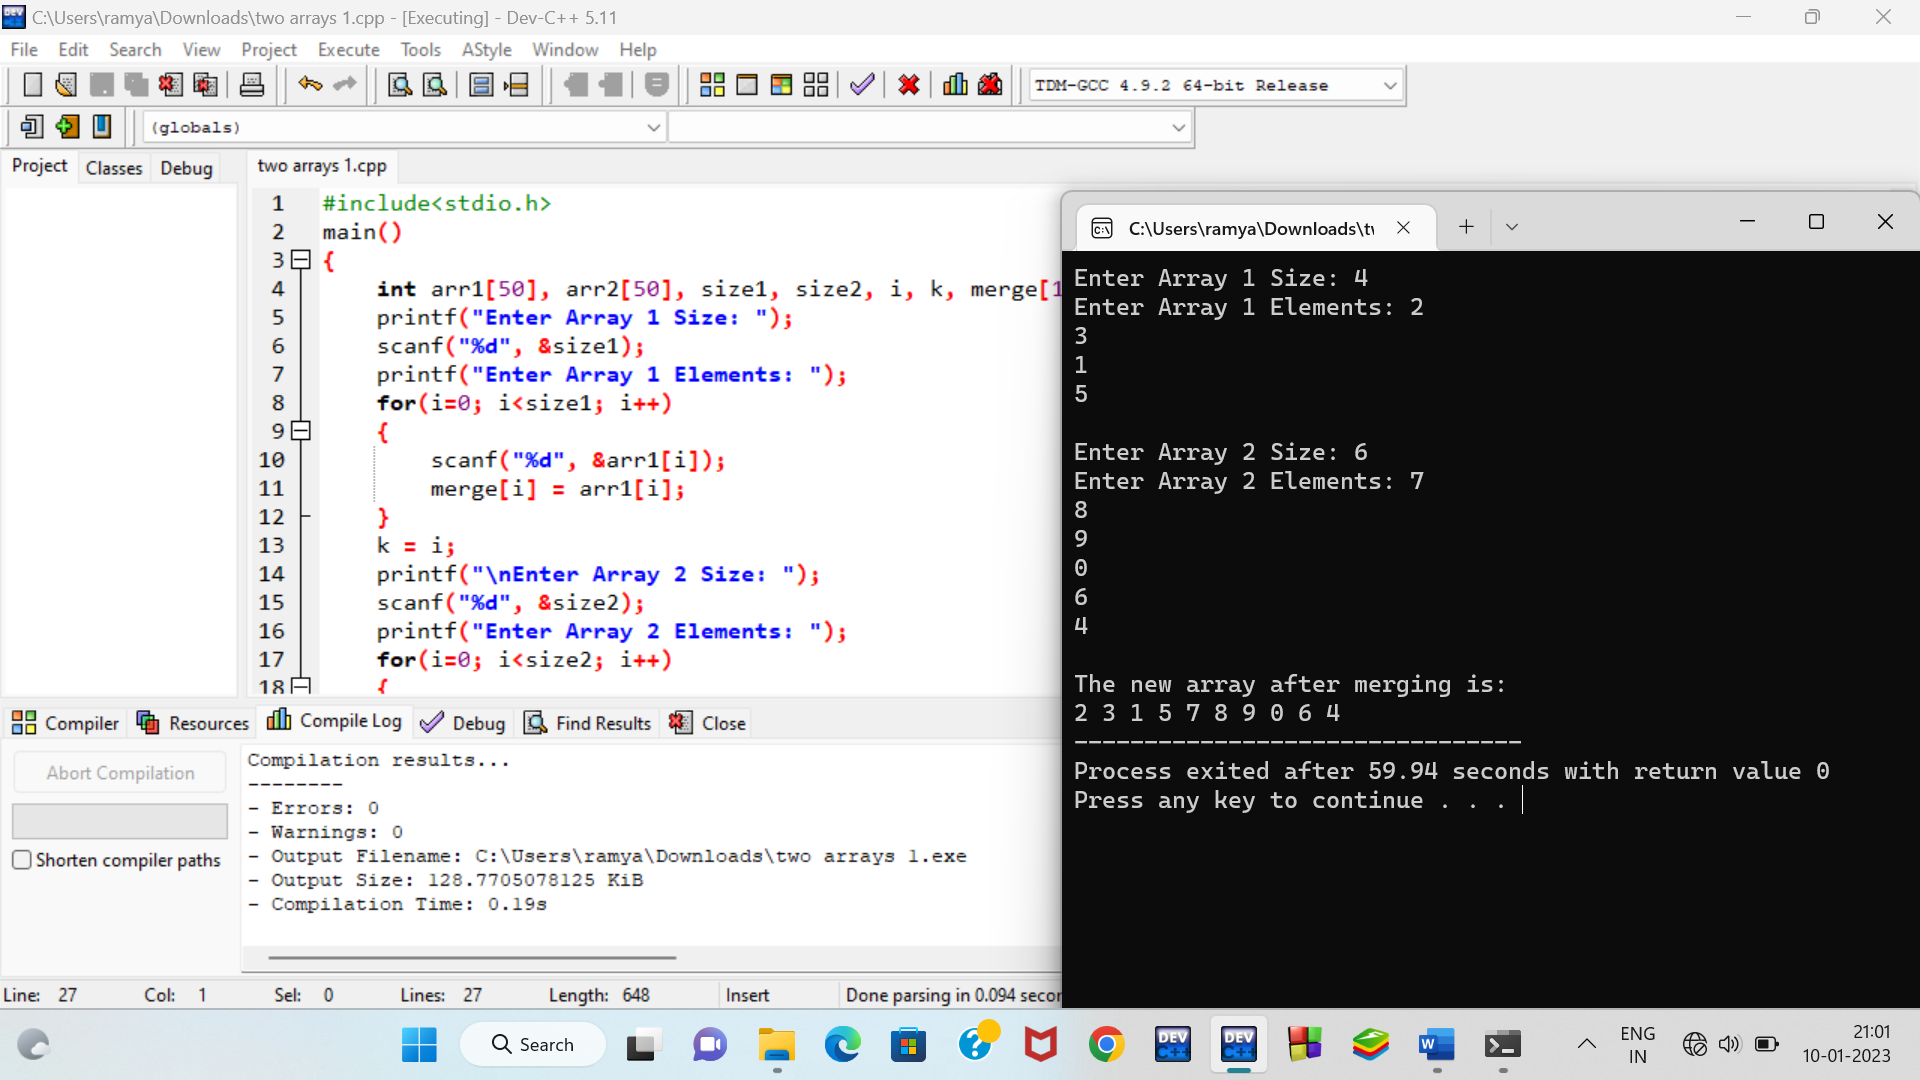 C:\Users\ramya\Downloads\two arrays 1.cpp - [Executing] - Dev-C++ 5.11
File Edit Search View Project Execute Tools AStyle Window Help
TDM-GCC 4.9.2 64-bit Release
(globals)
Project Classes Debug
two arrays 1.cpp
1 #include<stdio.h>
2 main()
3 {
4 int arr1[50], arr2[50], size1, size2, i, k, merge[1
5 printf("Enter Array 1 Size: ");
6 scanf("%d", &size1);
7 printf("Enter Array 1 Elements: ");
8 for(i=0; i<size1; i++)
9 {
10 scanf("%d", &arr1[i]);
11 merge[i] = arr1[i];
12 }
13 k = i;
14 printf("\nEnter Array 2 Size: ");
15 scanf("%d", &size2);
16 printf("Enter Array 2 Elements: ");
17 for(i=0; i<size2; i++)
18 {
C:\Users\ramya\Downloads\tw
Enter Array 1 Size: 4
Enter Array 1 Elements: 2
3
1
5
Enter Array 2 Size: 6
Enter Array 2 Elements: 7
8
9
0
6
4
The new array after merging is:
2 3 1 5 7 8 9 0 6 4
--------------------------------
Process exited after 59.94 seconds with return value 0
Press any key to continue . . .
Compiler Resources Compile Log Debug Find Results Close
Abort Compilation
Shorten compiler paths
Compilation results...
--------
- Errors: 0
- Warnings: 0
- Output Filename: C:\Users\ramya\Downloads\two arrays 1.exe
- Output Size: 128.7705078125 KiB
- Compilation Time: 0.19s
Line: 27 Col: 1 Sel: 0 Lines: 27 Length: 648 Insert Done parsing in 0.094 secon
Search
DEV C++
DEV C++
ENG
IN
21:01
10-01-2023